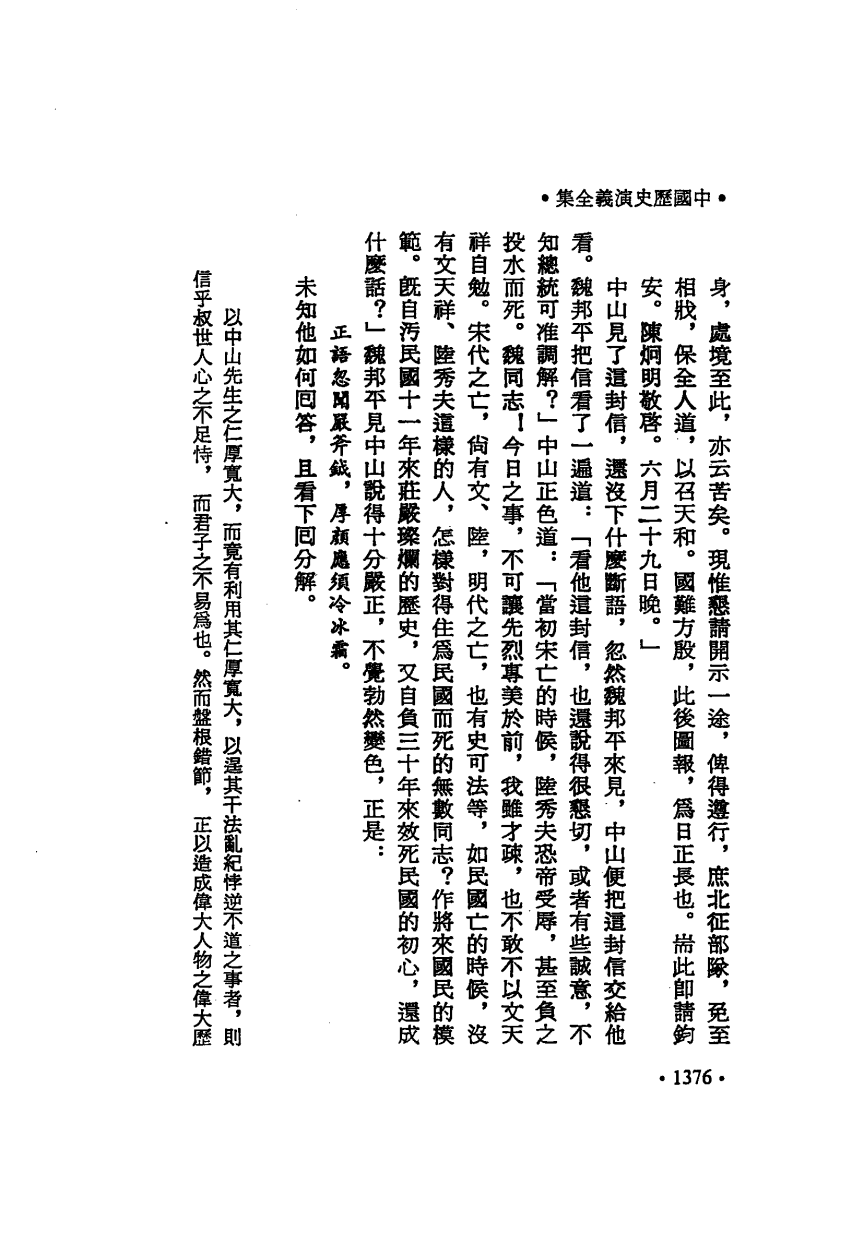 •中國歷史演義全集•
身，處境至此，亦云苦矣。現惟懇請開示一途，俾得遵行，庶北征部隊，免至
相戕，保全人道，以召天和。國難方殷，此後圖報，爲日正長也。耑此卽請鈞
安。陳炯明敬啓。六月二十九日晚。」
中山見了這封信，還沒下什麼斷語，忽然魏邦平來見，中山便把這封信交給他
看。魏邦平把信看了一遍道：「看他這封信，也還說得很懇切，或者有些誠意，不
知總統可准調解？」中山正色道：「當初宋亡的時候，陸秀夫恐帝受辱，甚至負之
投水而死。魏同志！今日之事，不可讓先烈專美於前，我雖才疎，也不敢不以文天
祥自勉。宋代之亡，尙有文、陸，明代之亡，也有史可法等，如民國亡的時候，沒
有文天祥、陸秀夫這樣的人，怎樣對得住爲民國而死的無數同志？作將來國民的模
範。旣自汚民國十一年來莊嚴璨爛的歷史，又自負三十年來效死民國的初心，還成
什麼話？」魏邦平見中山說得十分嚴正，不覺勃然變色，正是：
正語忽聞嚴斧鉞，厚顏應須冷冰霜。
未知他如何囘答，且看下囘分解。
以中山先生之仁厚寬大，而竟有利用其仁厚寬大，以逞其干法亂紀悖逆不道之事者，則
信乎叔世人心之不足恃，而君子之不易爲也。然而盤根錯節，正以造成偉大人物之偉大歷
•1376•